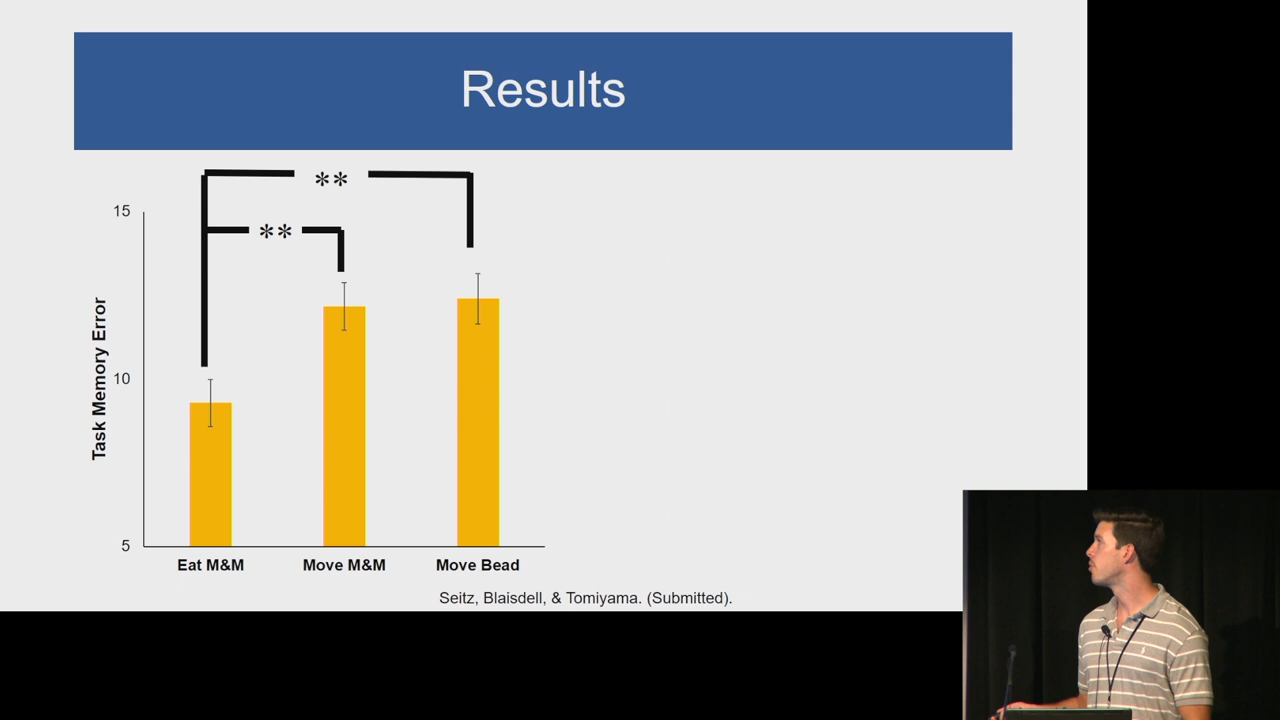 Results
**
15
**
Task Memory Error
10
5
Eat M&M Move M&M Move Bead
Seitz, Blaisdell, & Tomiyama. (Submitted).